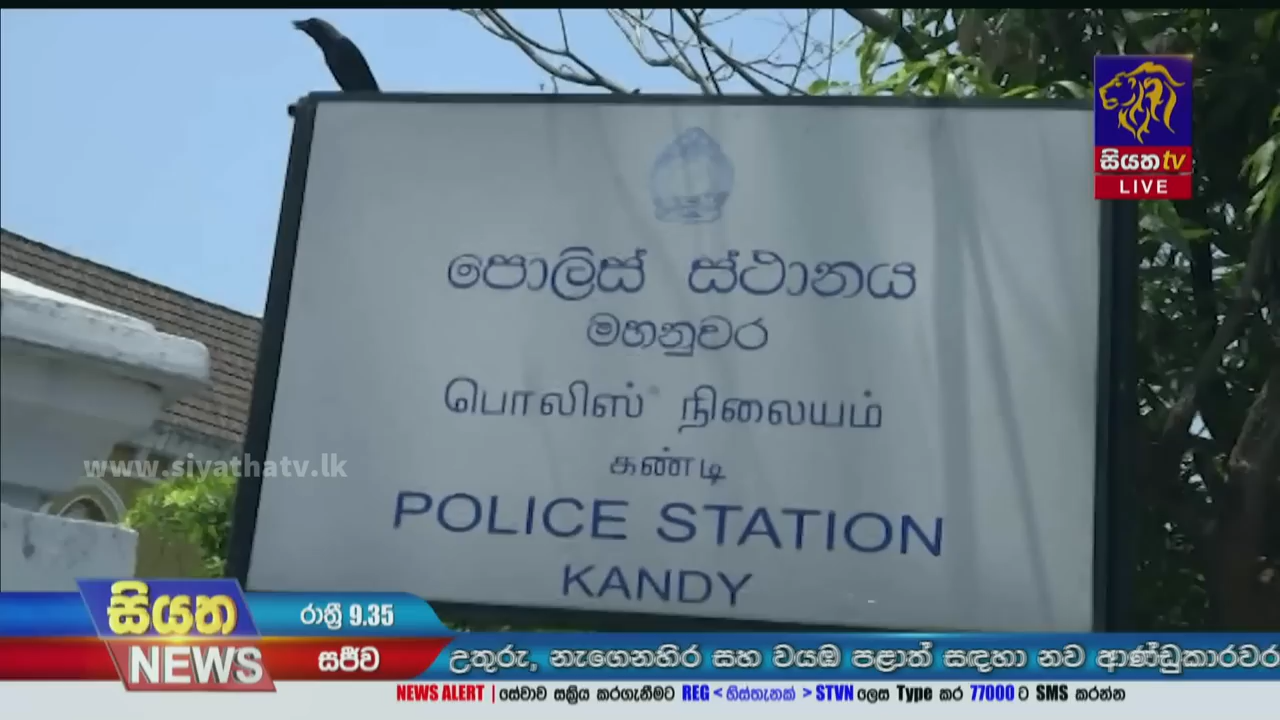 සියත tv
LIVE
පොලිස් ස්ථානය
මහනුවර
பொலிஸ் நிலையம்
கண்டி
POLICE STATION
KANDY
www.siyathatv.lk
සියත
NEWS
රාත්‍රී 9.35
සජීව
උතුරු, නැගෙනහිර සහ වයඹ පළාත් සඳහා නව ආණ්ඩුකාරවර
NEWS ALERT | සේවාව සක්‍රිය කරගැනීමට REG < හිස්තැනක් > STVN ලෙස Type කර 77000 ට SMS කරන්න